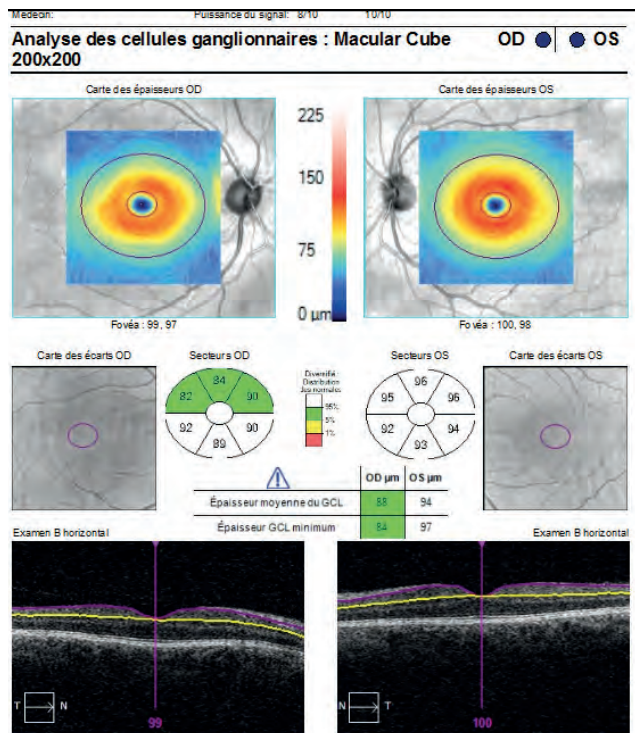 Médecin: Puissance du signal: 8/10 10/10
Analyse des cellules ganglionnaires : Macular Cube 200x200 OD OS
Carte des épaisseurs OD Carte des épaisseurs OS
225
150
75
0 µm
Fovéa : 99, 97 Fovéa : 100, 98
Carte des écarts OD Secteurs OD Diversifié : Distribution des normales Secteurs OS Carte des écarts OS
84 96
82 90 95 96
95%
5%
1%
92 90 92 94
89 93
OD µm OS µm
Épaisseur moyenne du GCL 88 94
Épaisseur GCL minimum 84 97
Examen B horizontal Examen B horizontal
T N N T
99 100